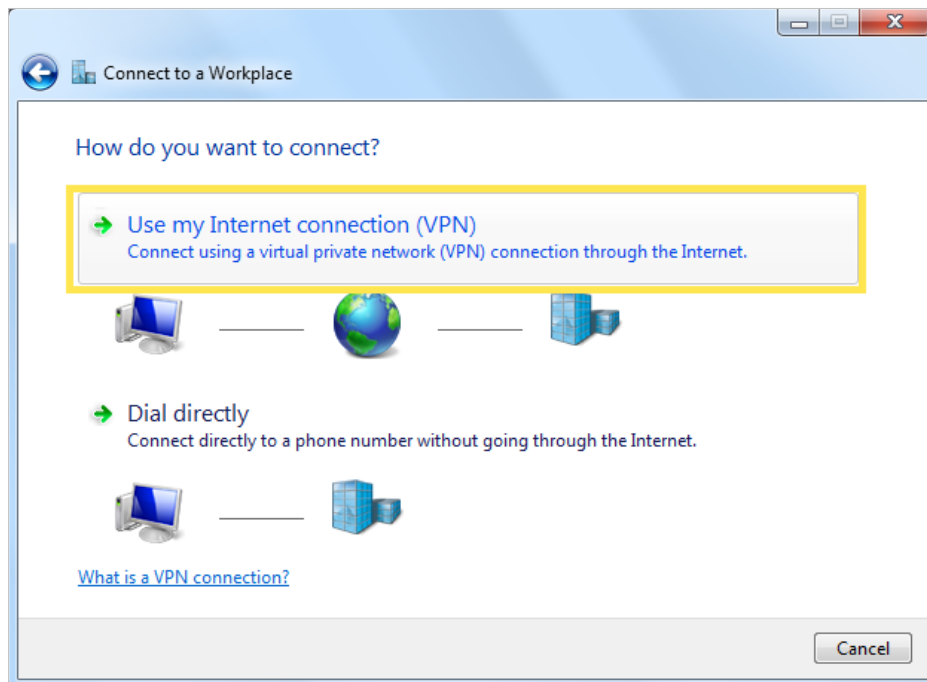 Connect to a Workplace
How do you want to connect?
Use my Internet connection (VPN)
Connect using a virtual private network (VPN) connection through the Internet.
Dial directly
Connect directly to a phone number without going through the Internet.
What is a VPN connection?
Cancel